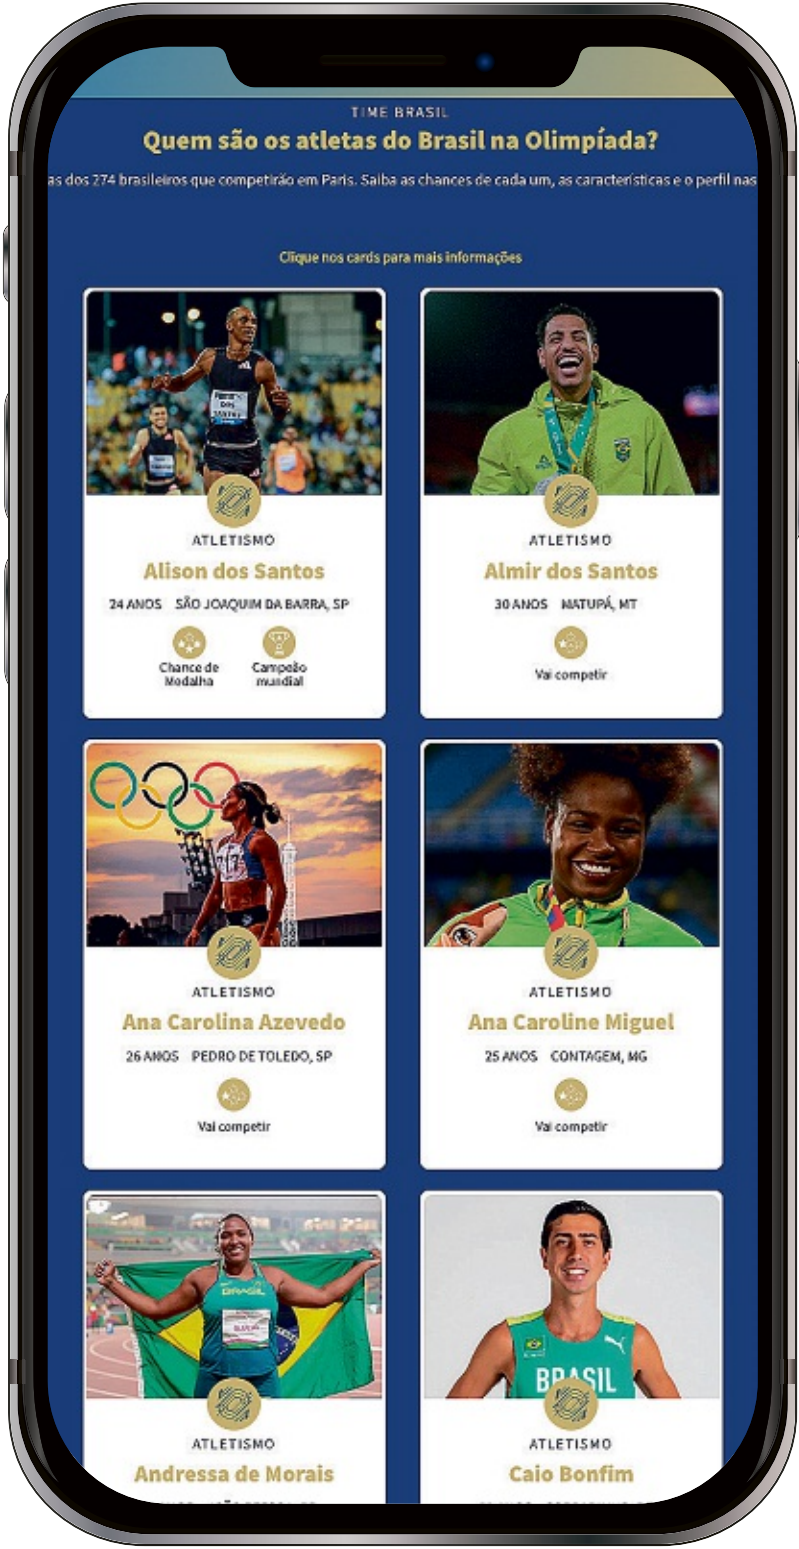 TIME BRASIL
Quem são os atletas do Brasil na Olimpíada?
as dos 274 brasileiros que competirão em Paris. Saiba as chances de cada um, as características e o perfil nas
Clique nos cards para mais informações
ATLETISMO
Alison dos Santos
24 ANOS SÃO JOAQUIM DA BARRA, SP
Chance de
Medalha
Campeão
mundial
ATLETISMO
Almir dos Santos
30 ANOS MATUPÁ, MT
Vai competir
ATLETISMO
Ana Carolina Azevedo
26 ANOS PEDRO DE TOLEDO, SP
Vai competir
ATLETISMO
Ana Caroline Miguel
25 ANOS CONTAGEM, MG
Vai competir
BRASIL
ATLETISMO
Andressa de Morais
BRASIL
ATLETISMO
Caio Bonfim